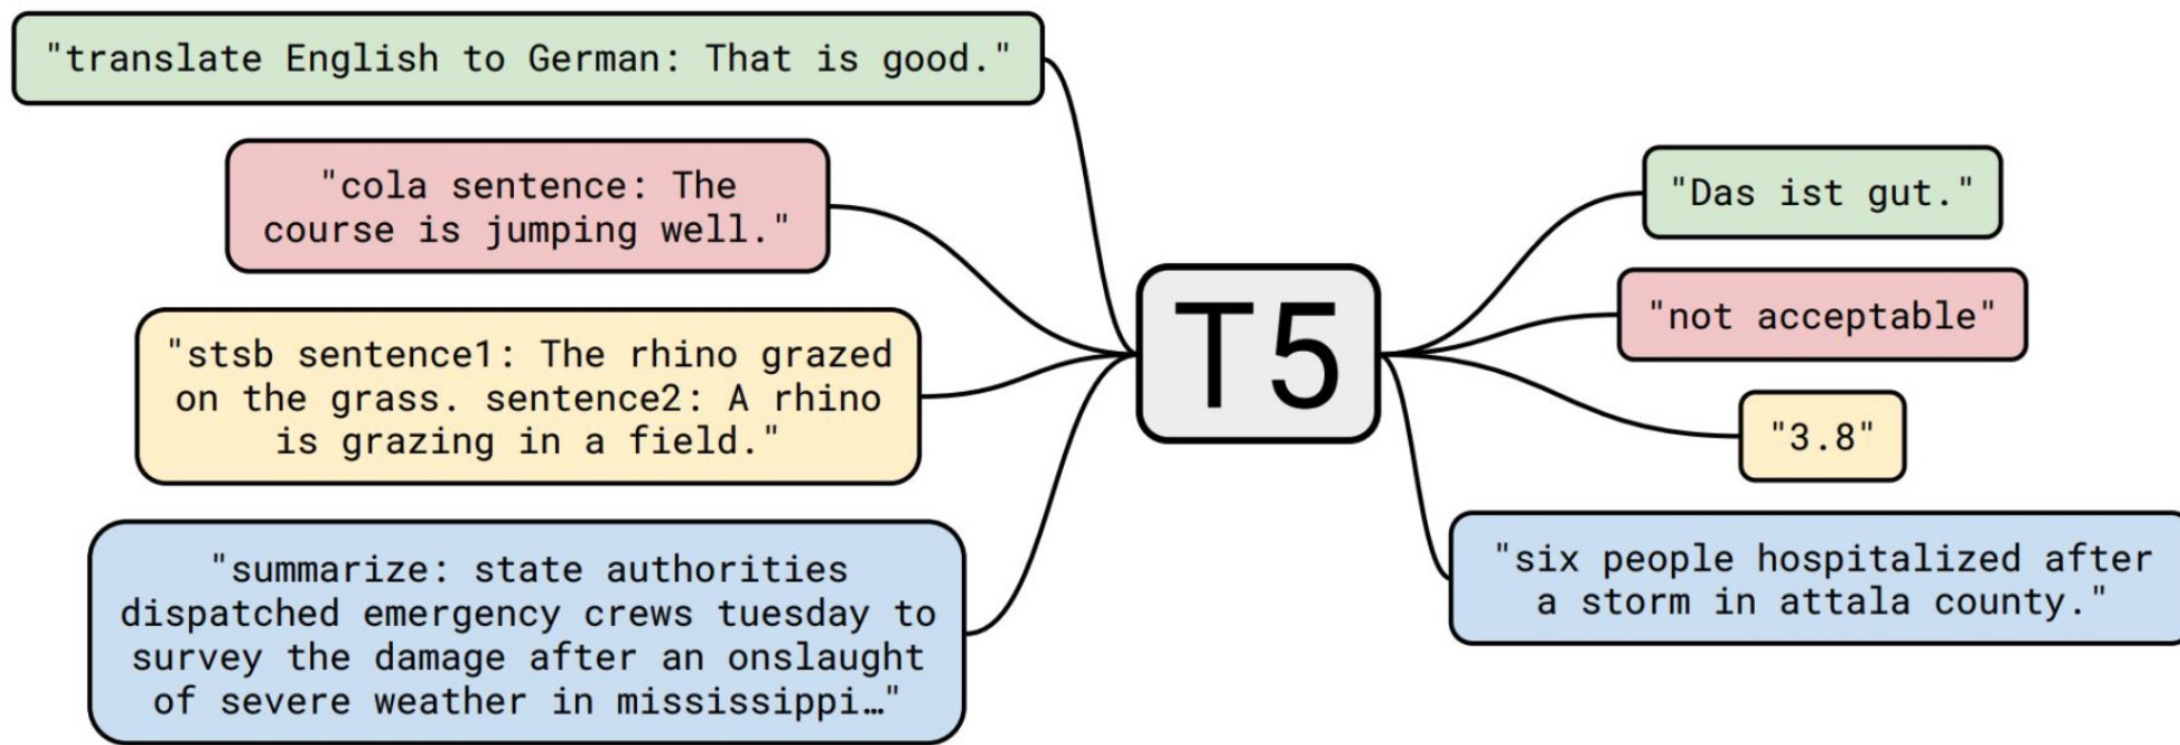 "translate English to German: That is good."
"cola sentence: The
course is jumping well."
"stsb sentence1: The rhino grazed
on the grass. sentence2: A rhino
is grazing in a field."
"summarize: state authorities
dispatched emergency crews tuesday to
survey the damage after an onslaught
of severe weather in mississippi…"
T5
"Das ist gut."
"not acceptable"
"3.8"
"six people hospitalized after
a storm in attala county."